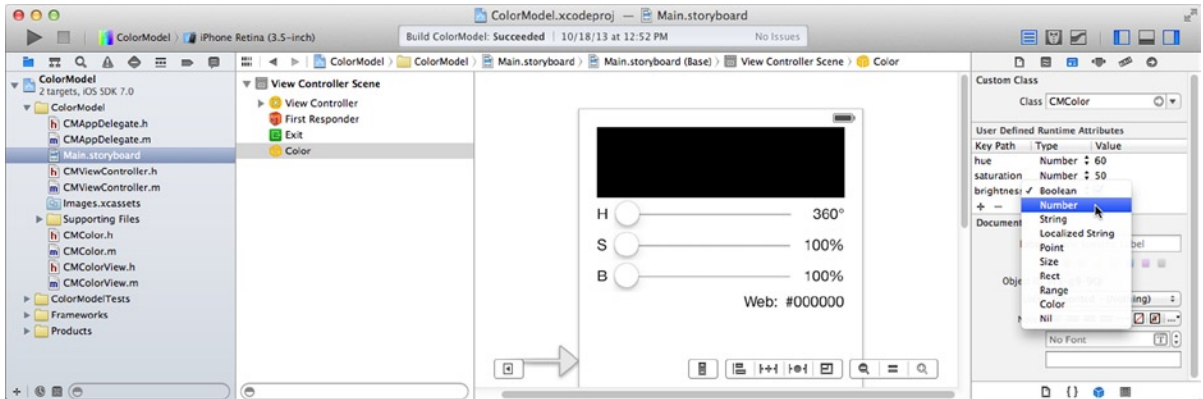 ColorModel.xcodeproj — Main.storyboard
ColorModel 〉 iPhone Retina (3.5-inch)
Build ColorModel: Succeeded | 10/18/13 at 12:52 PM
No Issues
ColorModel 〉 ColorModel 〉 Main.storyboard 〉 Main.storyboard (Base) 〉 View Controller Scene 〉 Color
ColorModel
2 targets, iOS SDK 7.0
ColorModel
h CMAppDelegate.h
m CMAppDelegate.m
Main.storyboard
h CMViewController.h
m CMViewController.m
Images.xcassets
Supporting Files
h CMColor.h
m CMColor.m
h CMColorView.h
m CMColorView.m
ColorModelTests
Frameworks
Products
View Controller Scene
View Controller
First Responder
Exit
Color
H 360°
S 100%
B 100%
Web: #000000
Custom Class
Class CMColor
User Defined Runtime Attributes
Key Path Type Value
hue Number 60
saturation Number 50
brightness ✓ Boolean
+ − Number
String
Localized String
Point
Size
Rect
Range
Color
Nil
Document
No Font